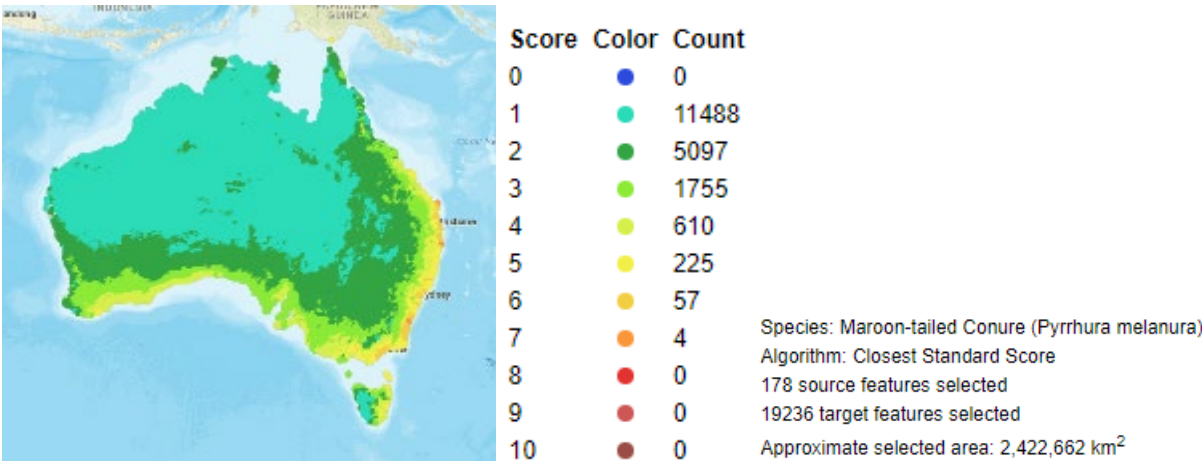 INDONESIA
GUINEA
Sydney
Score Color Count
0 0
1 11488
2 5097
3 1755
4 610
5 225
6 57
7 4
8 0
9 0
10 0
Species: Maroon-tailed Conure (Pyrrhura melanura)
Algorithm: Closest Standard Score
178 source features selected
19236 target features selected
Approximate selected area: 2,422,662 km²